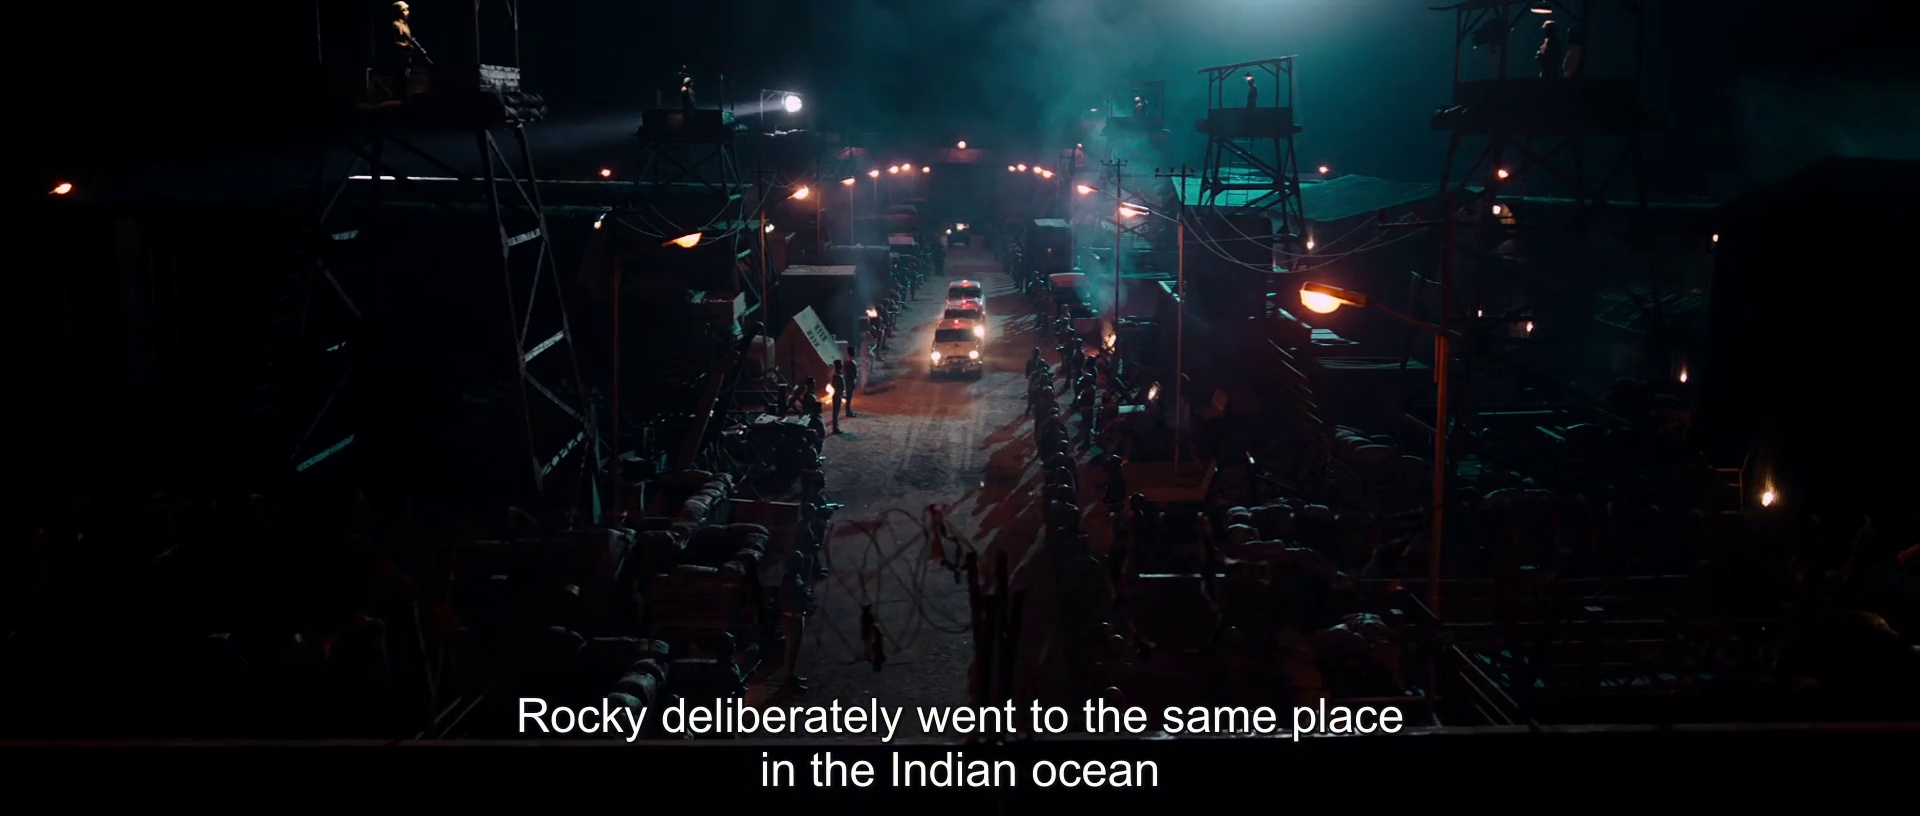 Rocky deliberately went to the same place
in the Indian ocean